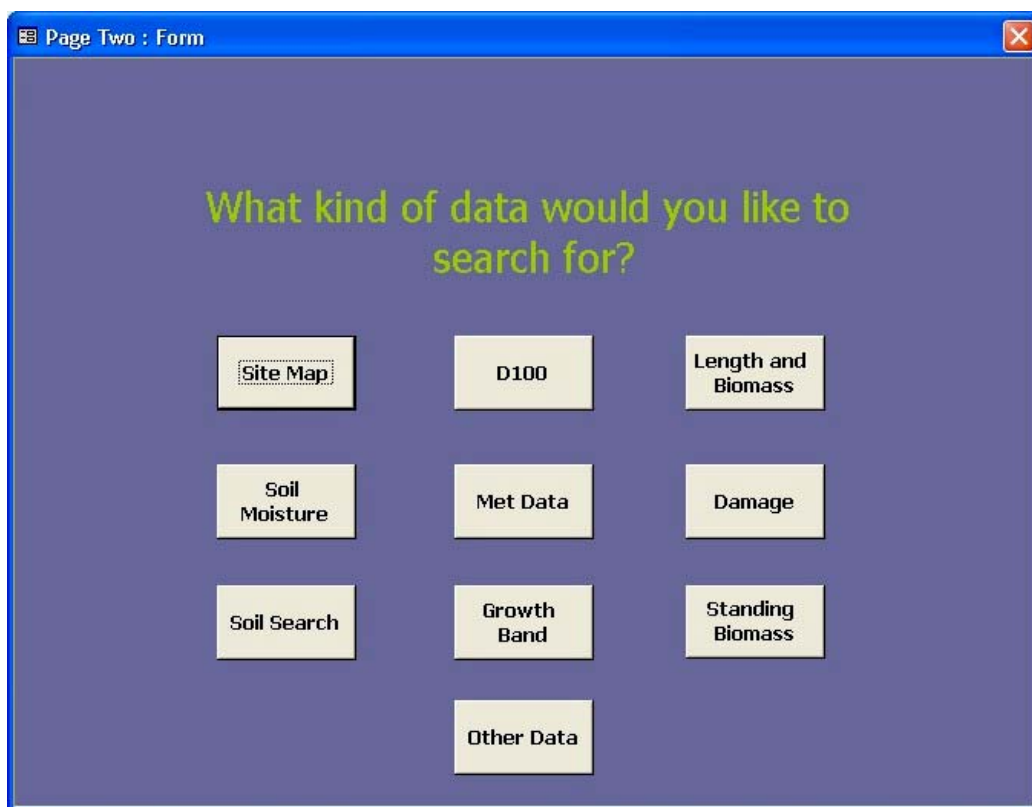 Page Two : Form
What kind of data would you like to
search for?
Site Map
D100
Length and
Biomass
Soil
Moisture
Met Data
Damage
Soil Search
Growth
Band
Standing
Biomass
Other Data